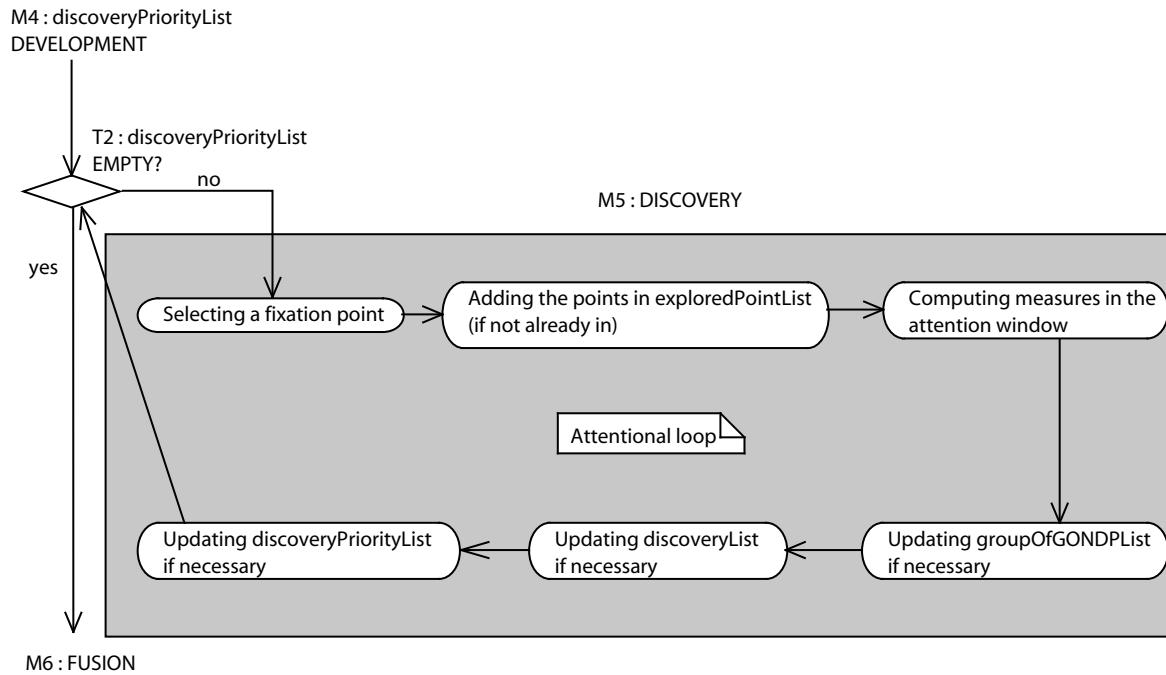 M4 : discoveryPriorityList
DEVELOPMENT
T2 : discoveryPriorityList
EMPTY?
no
M5 : DISCOVERY
yes
Selecting a fixation point
Adding the points in exploredPointList
(if not already in)
Computing measures in the
attention window
Attentional loop
Updating discoveryPriorityList
if necessary
Updating discoveryList
if necessary
Updating groupOfGONDPList
if necessary
M6 : FUSION